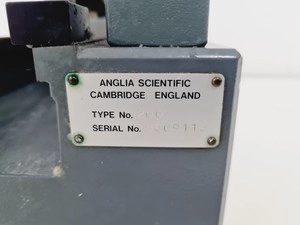 ANGLIA SCIENTIFIC
CAMBRIDGE ENGLAND
TYPE No.
SERIAL No.